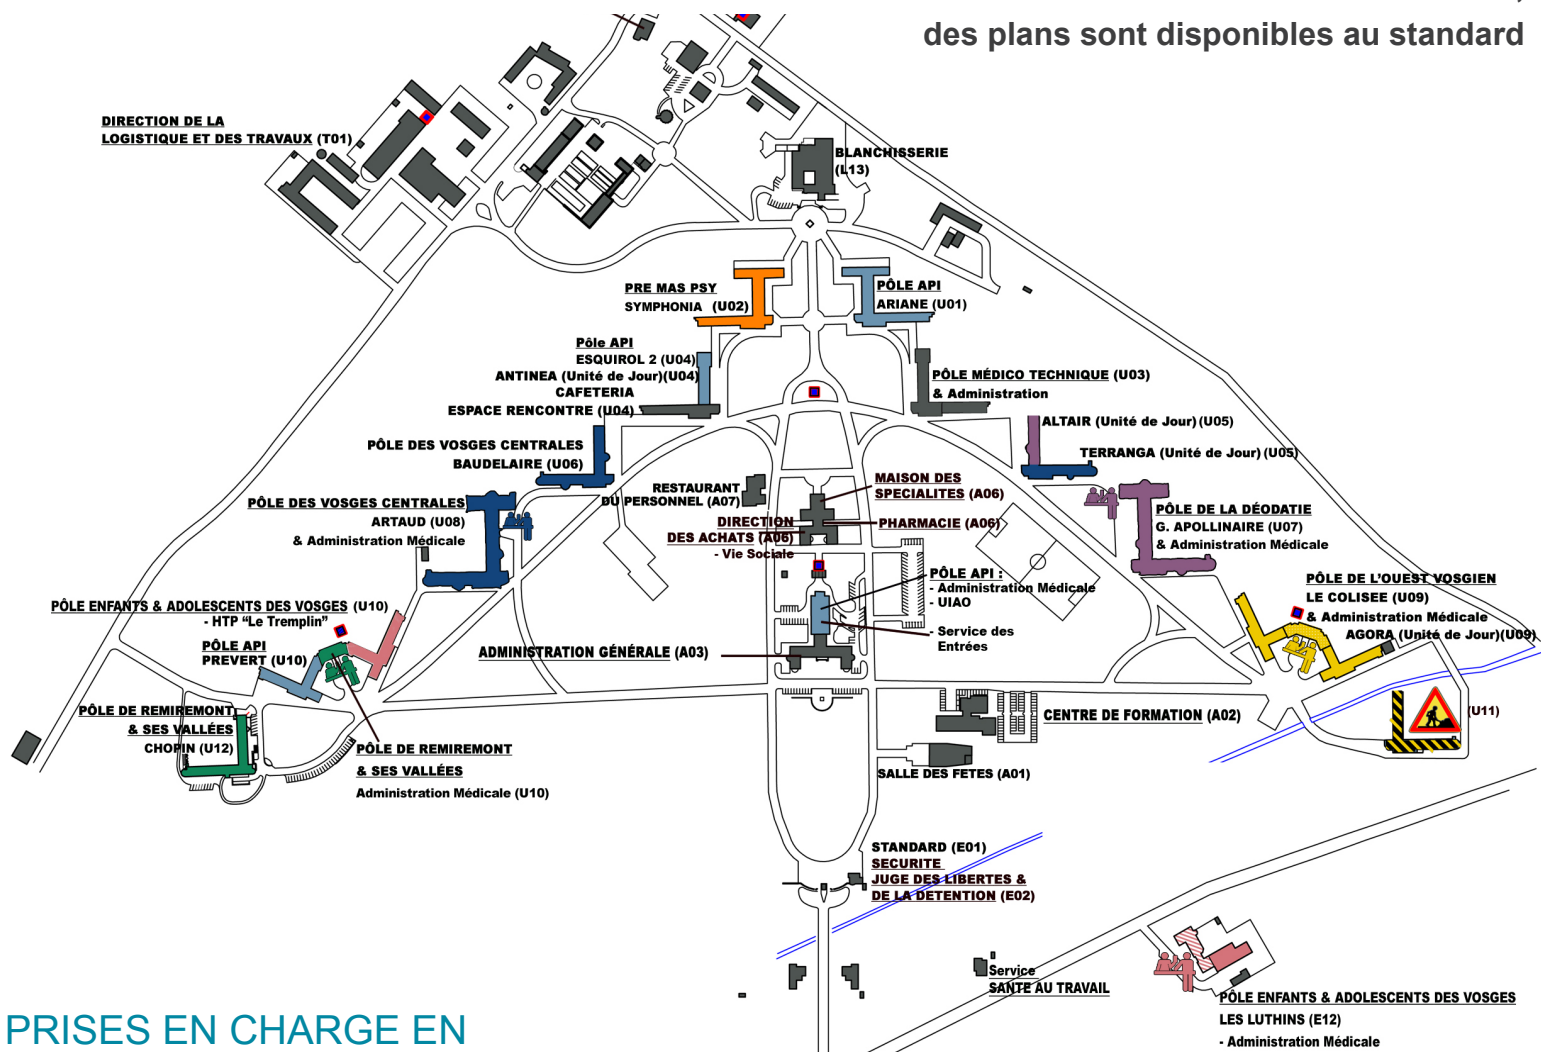 des plans sont disponibles au standard
DIRECTION DE LA
LOGISTIQUE ET DES TRAVAUX (T01)
BLANCHISSERIE
(L13)
PRE MAS PSY
SYMPHONIA (U02)
PÔLE API
ARIANE (U01)
Pôle API
ESQUIROL 2 (U04)
ANTINEA (Unité de Jour)(U04)
CAFETERIA
ESPACE RENCONTRE (U04)
PÔLE MÉDICO TECHNIQUE (U03)
& Administration
ALTAIR (Unité de Jour)(U05)
TERRANGA (Unité de Jour)(U05)
PÔLE DES VOSGES CENTRALES
BAUDELAIRE (U06)
PÔLE DES VOSGES CENTRALES
ARTAUD (U08)
& Administration Médicale
RESTAURANT
DU PERSONNEL (A07)
MAISON DES
SPECIALITES (A06)
DIRECTION
DES ACHATS (A06)
- Vie Sociale
PHARMACIE (A06)
PÔLE DE LA DÉODATIE
G. APOLLINAIRE (U07)
& Administration Médicale
PÔLE API :
- Administration Médicale
- UIAO
- Service des
Entrées
PÔLE DE L'OUEST VOSGIEN
LE COLISEE (U09)
& Administration Médicale
AGORA (Unité de Jour)(U09)
PÔLE ENFANTS & ADOLESCENTS DES VOSGES (U10)
- HTP “Le Tremplin”
PÔLE API
PREVERT (U10)
ADMINISTRATION GÉNÉRALE (A03)
PÔLE DE REMIREMONT
& SES VALLÉES
CHOPIN (U12)
PÔLE DE REMIREMONT
& SES VALLÉES
Administration Médicale (U10)
CENTRE DE FORMATION (A02)
(U11)
SALLE DES FETES (A01)
STANDARD (E01)
SECURITE
JUGE DES LIBERTES &
DE LA DETENTION (E02)
Service
SANTE AU TRAVAIL
PÔLE ENFANTS & ADOLESCENTS DES VOSGES
LES LUTHINS (E12)
- Administration Médicale
PRISES EN CHARGE EN